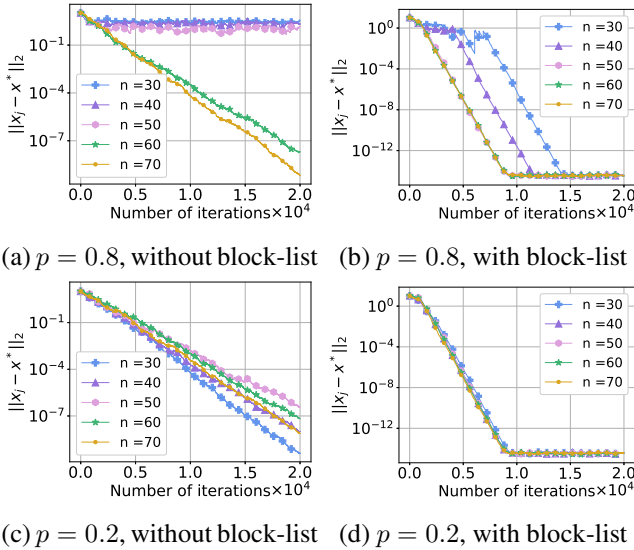 ||x_j − x*||_2
10^−1
10^−4
10^−7
n =30
n =40
n =50
n =60
n =70
0.0 0.5 1.0 1.5 2.0
Number of iterations×10^4
||x_j − x*||_2
10^0
10^−4
10^−8
10^−12
n =30
n =40
n =50
n =60
n =70
0.0 0.5 1.0 1.5 2.0
Number of iterations×10^4
(a) p = 0.8, without block-list (b) p = 0.8, with block-list
||x_j − x*||_2
10^−1
10^−4
10^−7
n =30
n =40
n =50
n =60
n =70
0.0 0.5 1.0 1.5 2.0
Number of iterations×10^4
||x_j − x*||_2
10^0
10^−4
10^−8
10^−12
n =30
n =40
n =50
n =60
n =70
0.0 0.5 1.0 1.5 2.0
Number of iterations×10^4
(c) p = 0.2, without block-list (d) p = 0.2, with block-list